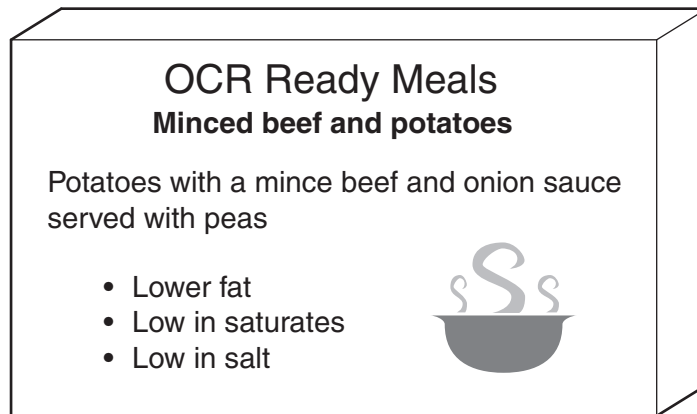 OCR Ready Meals
Minced beef and potatoes
Potatoes with a mince beef and onion sauce
served with peas
• Lower fat
• Low in saturates
• Low in salt